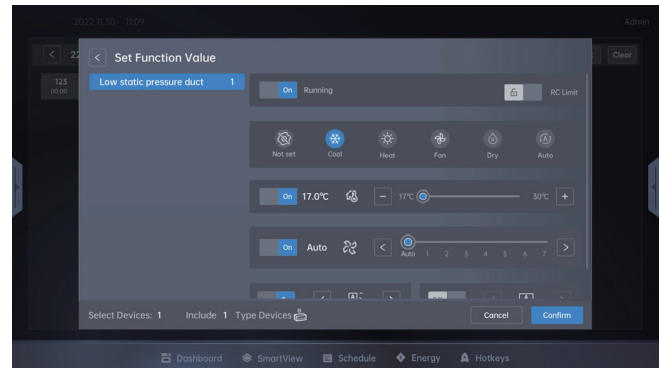 2022.11.30 11:09 Admin
< 22 Clear
123
00:00
< Set Function Value
Low static pressure duct 1
On Running RC Limit
Not set Cool Heat Fan Dry Auto
On 17.0°C − 17°C 30°C +
On Auto < Auto 1 2 3 4 5 6 7 >
Select Devices: 1 Include 1 Type Devices
Cancel Confirm
Dashboard SmartView Schedule Energy Hotkeys